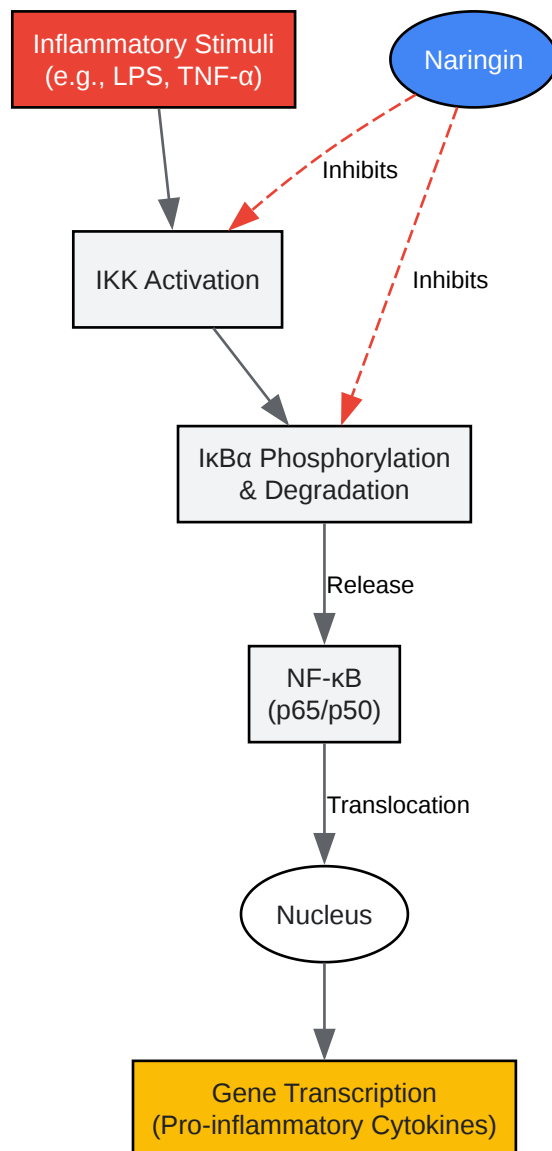 Inflammatory Stimuli
(e.g., LPS, TNF-α)
Naringin
Inhibits
IKK Activation
Inhibits
IκBα Phosphorylation
& Degradation
Release
NF-κB
(p65/p50)
Translocation
Nucleus
Gene Transcription
(Pro-inflammatory Cytokines)